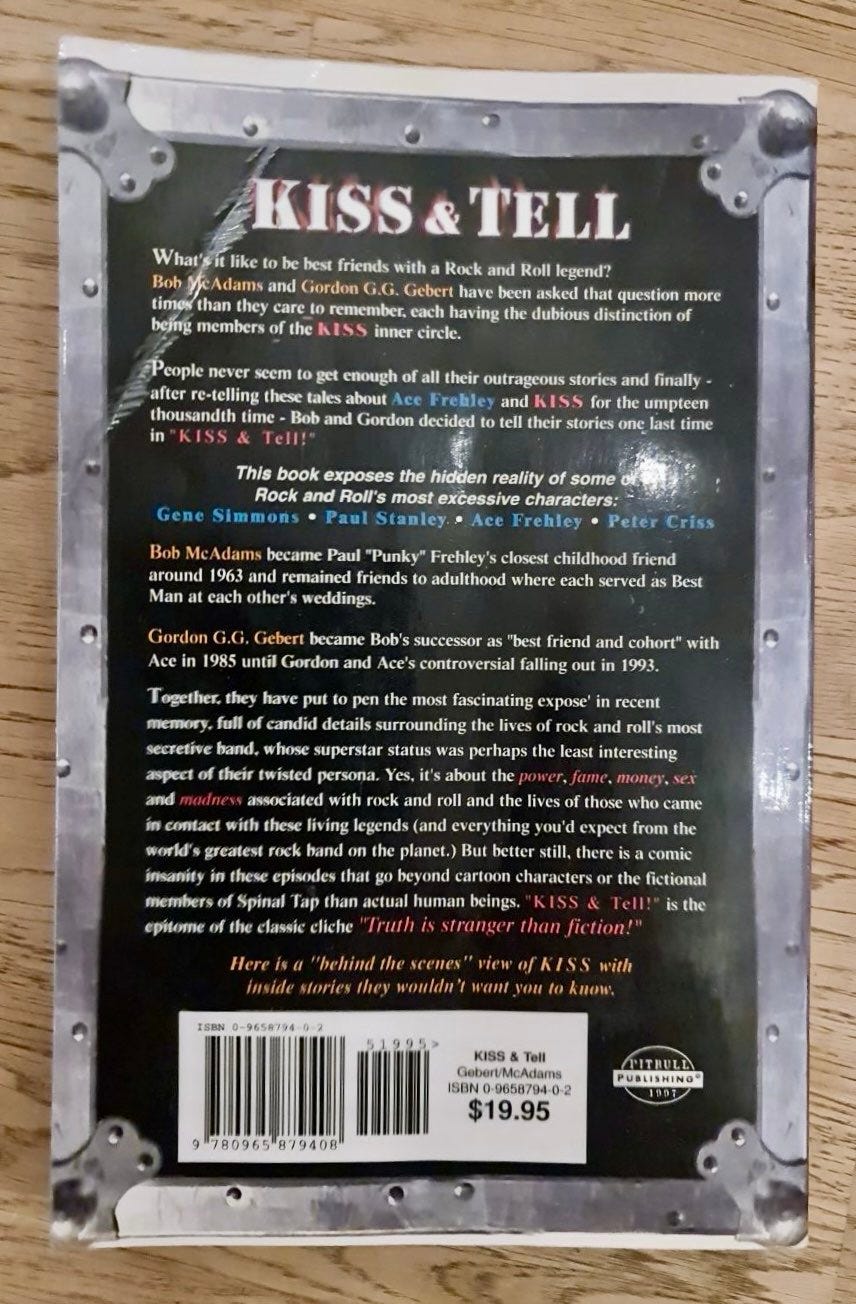 KISS & TELL
What's it like to be best friends with a Rock and Roll legend?
Bob McAdams and Gordon G.G. Gebert have been asked that question more
times than they care to remember, each having the dubious distinction of
being members of the KISS inner circle.
People never seem to get enough of all their outrageous stories and finally -
after re-telling these tales about Ace Frehley and KISS for the umpteen
thousandth time - Bob and Gordon decided to tell their stories one last time
in "KISS & Tell!"
This book exposes the hidden reality of some of
Rock and Roll's most excessive characters:
Gene Simmons • Paul Stanley • Ace Frehley • Peter Criss
Bob McAdams became Paul "Punky" Frehley's closest childhood friend
around 1963 and remained friends to adulthood where each served as Best
Man at each other's weddings.
Gordon G.G. Gebert became Bob's successor as "best friend and cohort" with
Ace in 1985 until Gordon and Ace's controversial falling out in 1993.
Together, they have put to pen the most fascinating expose' in recent
memory, full of candid details surrounding the lives of rock and roll's most
secretive band, whose superstar status was perhaps the least interesting
aspect of their twisted persona. Yes, it's about the power, fame, money, sex
and madness associated with rock and roll and the lives of those who came
in contact with these living legends (and everything you'd expect from the
world's greatest rock band on the planet.) But better still, there is a comic
insanity in these episodes that go beyond cartoon characters or the fictional
members of Spinal Tap than actual human beings. "KISS & Tell!" is the
epitome of the classic cliche "Truth is stranger than fiction!"
Here is a "behind the scenes" view of KISS with
inside stories they wouldn't want you to know.
ISBN 0-9658794-0-2
51995>
9 780965 879408
KISS & Tell
Gebert/McAdams
ISBN 0-9658794-0-2
$19.95
PITBULL
PUBLISHING®
1997